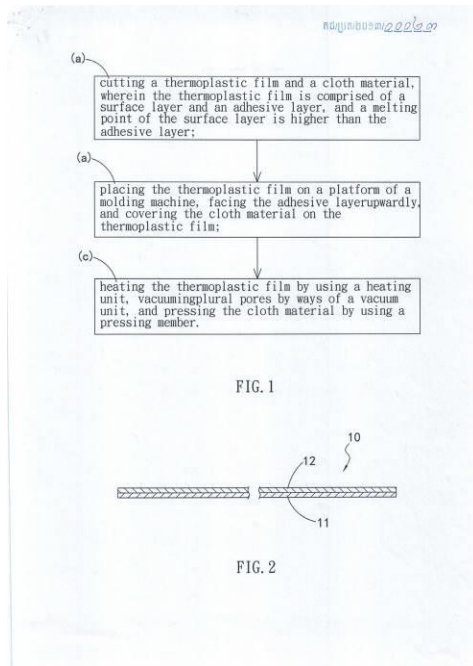 (a)
cutting a thermoplastic film and a cloth material,
wherein the thermoplastic film is comprised of a
surface layer and an adhesive layer, and a melting
point of the surface layer is higher than the
adhesive layer;
(a)
placing the thermoplastic film on a platform of a
molding machine, facing the adhesive layerupwardly,
and covering the cloth material on the
thermoplastic film;
(c)
heating the thermoplastic film by using a heating
unit, vacuumingplural pores by ways of a vacuum
unit, and pressing the cloth material by using a
pressing member.
FIG. 1
10
12
11
FIG. 2